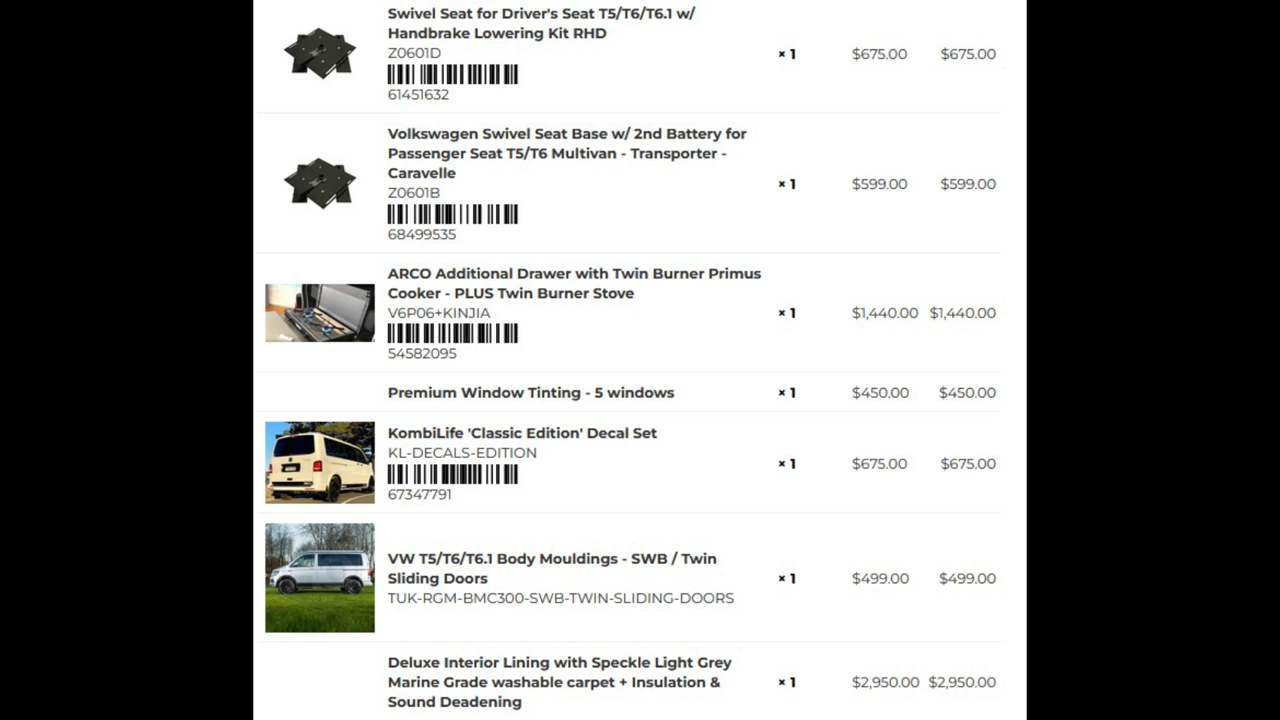 Swivel Seat for Driver's Seat T5/T6/T6.1 w/
Handbrake Lowering Kit RHD
Z0601D
61451632
× 1 $675.00 $675.00
Volkswagen Swivel Seat Base w/ 2nd Battery for
Passenger Seat T5/T6 Multivan - Transporter -
Caravelle
Z0601B
68499535
× 1 $599.00 $599.00
ARCO Additional Drawer with Twin Burner Primus
Cooker - PLUS Twin Burner Stove
V6P06+KINJIA
54582095
× 1 $1,440.00 $1,440.00
Premium Window Tinting - 5 windows × 1 $450.00 $450.00
KombiLife 'Classic Edition' Decal Set
KL-DECALS-EDITION
67347791
× 1 $675.00 $675.00
VW T5/T6/T6.1 Body Mouldings - SWB / Twin
Sliding Doors
TUK-RGM-BMC300-SWB-TWIN-SLIDING-DOORS
× 1 $499.00 $499.00
Deluxe Interior Lining with Speckle Light Grey
Marine Grade washable carpet + Insulation &
Sound Deadening
× 1 $2,950.00 $2,950.00